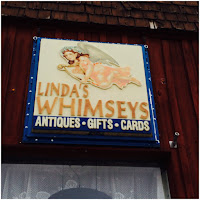 LINDA'S
WHIMSEYS
ANTIQUES • GIFTS • CARDS